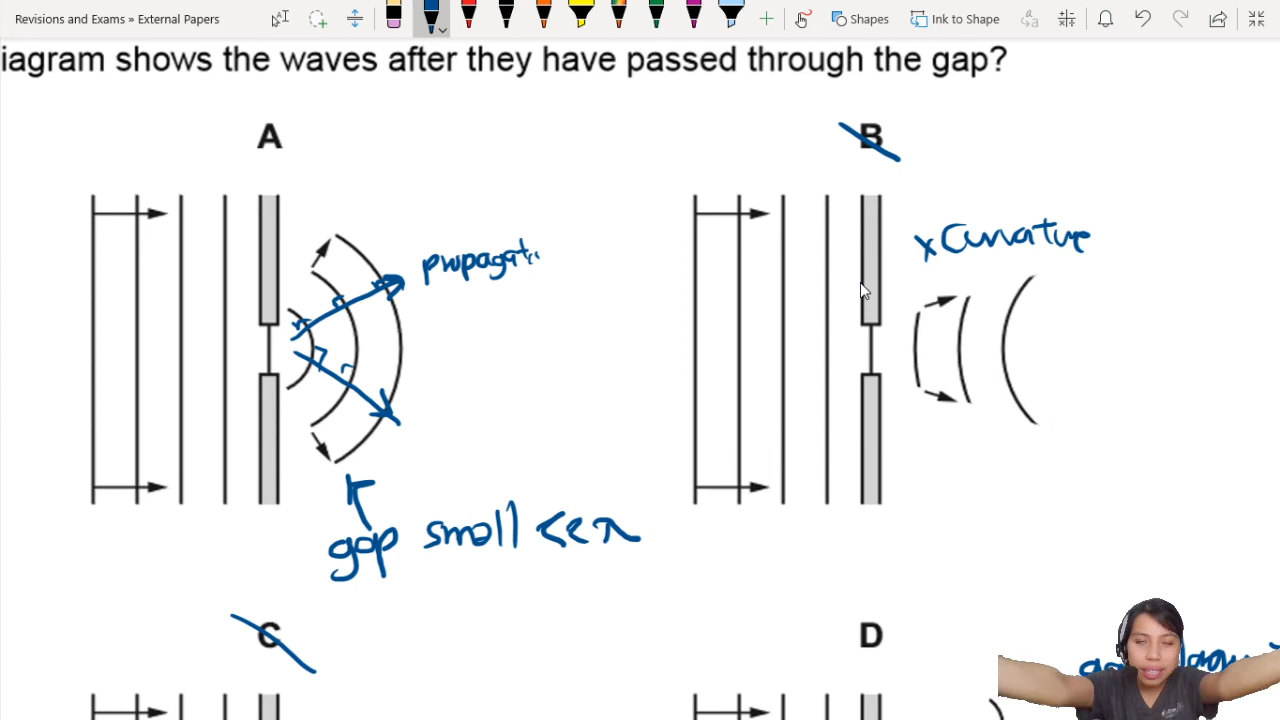 Revisions and Exams » External Papers
Shapes
Ink to Shape
iagram shows the waves after they have passed through the gap?
A
B
propagati
x Curvature
gap small << λ
C
D